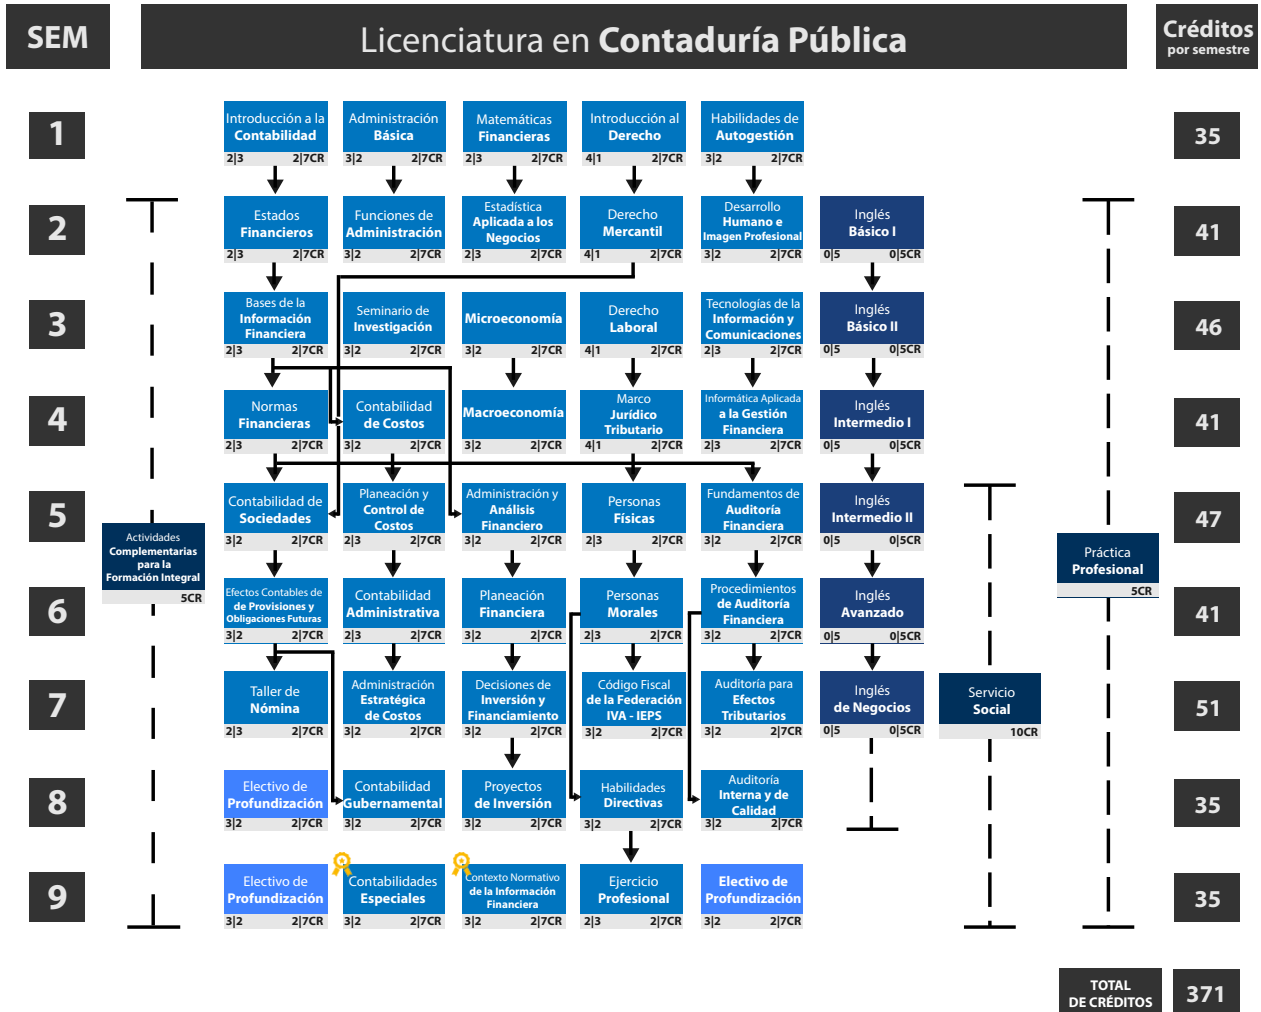 SEM
Licenciatura en Contaduría Pública
Créditos
por semestre
1
Introducción a la
Contabilidad
2|3 2|7CR
Administración
Básica
3|2 2|7CR
Matemáticas
Financieras
2|3 2|7CR
Introducción al
Derecho
4|1 2|7CR
Habilidades de
Autogestión
3|2 2|7CR
35
2
Estados
Financieros
2|3 2|7CR
Funciones de
Administración
3|2 2|7CR
Estadística
Aplicada a los
Negocios
2|3 2|7CR
Derecho
Mercantil
4|1 2|7CR
Desarrollo
Humano e
Imagen Profesional
3|2 2|7CR
Inglés
Básico I
0|5 0|5CR
41
3
Bases de la
Información
Financiera
2|3 2|7CR
Seminario de
Investigación
3|2 2|7CR
Microeconomía
3|2 2|7CR
Derecho
Laboral
4|1 2|7CR
Tecnologías de la
Información y
Comunicaciones
2|3 2|7CR
Inglés
Básico II
0|5 0|5CR
46
4
Normas
Financieras
2|3 2|7CR
Contabilidad
de Costos
3|2 2|7CR
Macroeconomía
3|2 2|7CR
Marco
Jurídico
Tributario
4|1 2|7CR
Informática Aplicada
a la Gestión
Financiera
2|3 2|7CR
Inglés
Intermedio I
0|5 0|5CR
41
5
Contabilidad de
Sociedades
3|2 2|7CR
Planeación y
Control de
Costos
2|3 2|7CR
Administración y
Análisis
Financiero
3|2 2|7CR
Personas
Físicas
2|3 2|7CR
Fundamentos de
Auditoría
Financiera
3|2 2|7CR
Inglés
Intermedio II
0|5 0|5CR
47
Actividades
Complementarias
para la
Formación Integral
5CR
Práctica
Profesional
5CR
6
Efectos Contables de
de Provisiones y
Obligaciones Futuras
3|2 2|7CR
Contabilidad
Administrativa
2|3 2|7CR
Planeación
Financiera
3|2 2|7CR
Personas
Morales
2|3 2|7CR
Procedimientos
de Auditoría
Financiera
3|2 2|7CR
Inglés
Avanzado
0|5 0|5CR
41
7
Taller de
Nómina
2|3 2|7CR
Administración
Estratégica
de Costos
3|2 2|7CR
Decisiones de
Inversión y
Financiamiento
3|2 2|7CR
Código Fiscal
de la Federación
IVA - IEPS
3|2 2|7CR
Auditoría para
Efectos
Tributarios
3|2 2|7CR
Inglés
de Negocios
0|5 0|5CR
Servicio
Social
10CR
51
8
Electivo de
Profundización
3|2 2|7CR
Contabilidad
Gubernamental
3|2 2|7CR
Proyectos
de Inversión
3|2 2|7CR
Habilidades
Directivas
3|2 2|7CR
Auditoría
Interna y de
Calidad
3|2 2|7CR
35
9
Electivo de
Profundización
3|2 2|7CR
Contabilidades
Especiales
3|2 2|7CR
Contexto Normativo
de la Información
Financiera
3|2 2|7CR
Ejercicio
Profesional
2|3 2|7CR
Electivo de
Profundización
3|2 2|7CR
35
TOTAL
DE CRÉDITOS
371